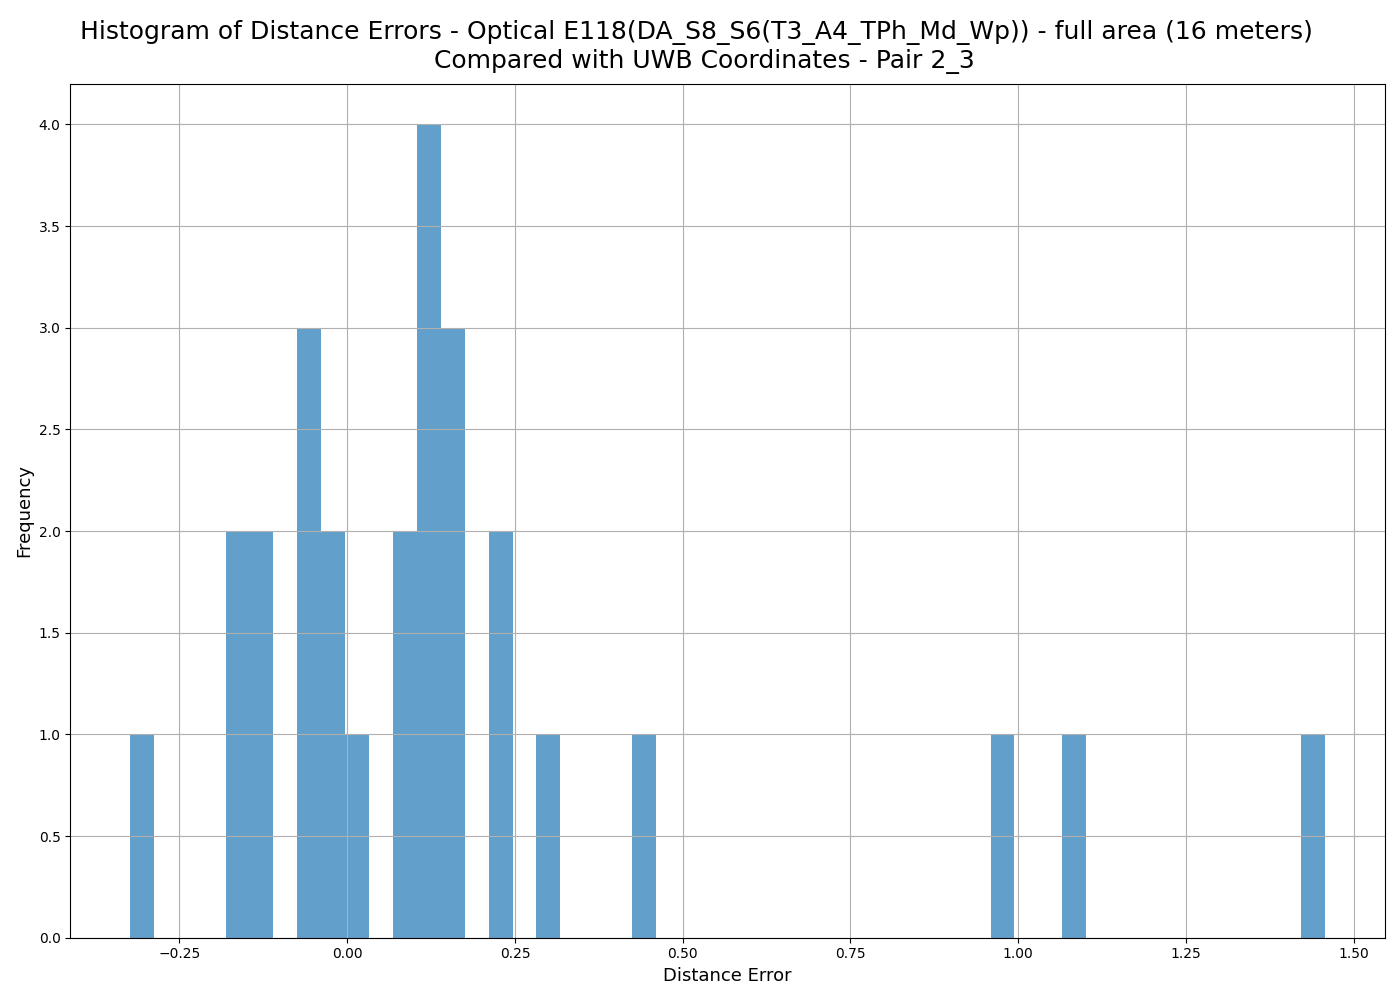 Histogram of Distance Errors - Optical E118(DA_S8_S6(T3_A4_TPh_Md_Wp)) - full area (16 meters)
Compared with UWB Coordinates - Pair 2_3
4.0
3.5
3.0
2.5
2.0
1.5
1.0
0.5
0.0
Frequency
−0.25 0.00 0.25 0.50 0.75 1.00 1.25 1.50
Distance Error